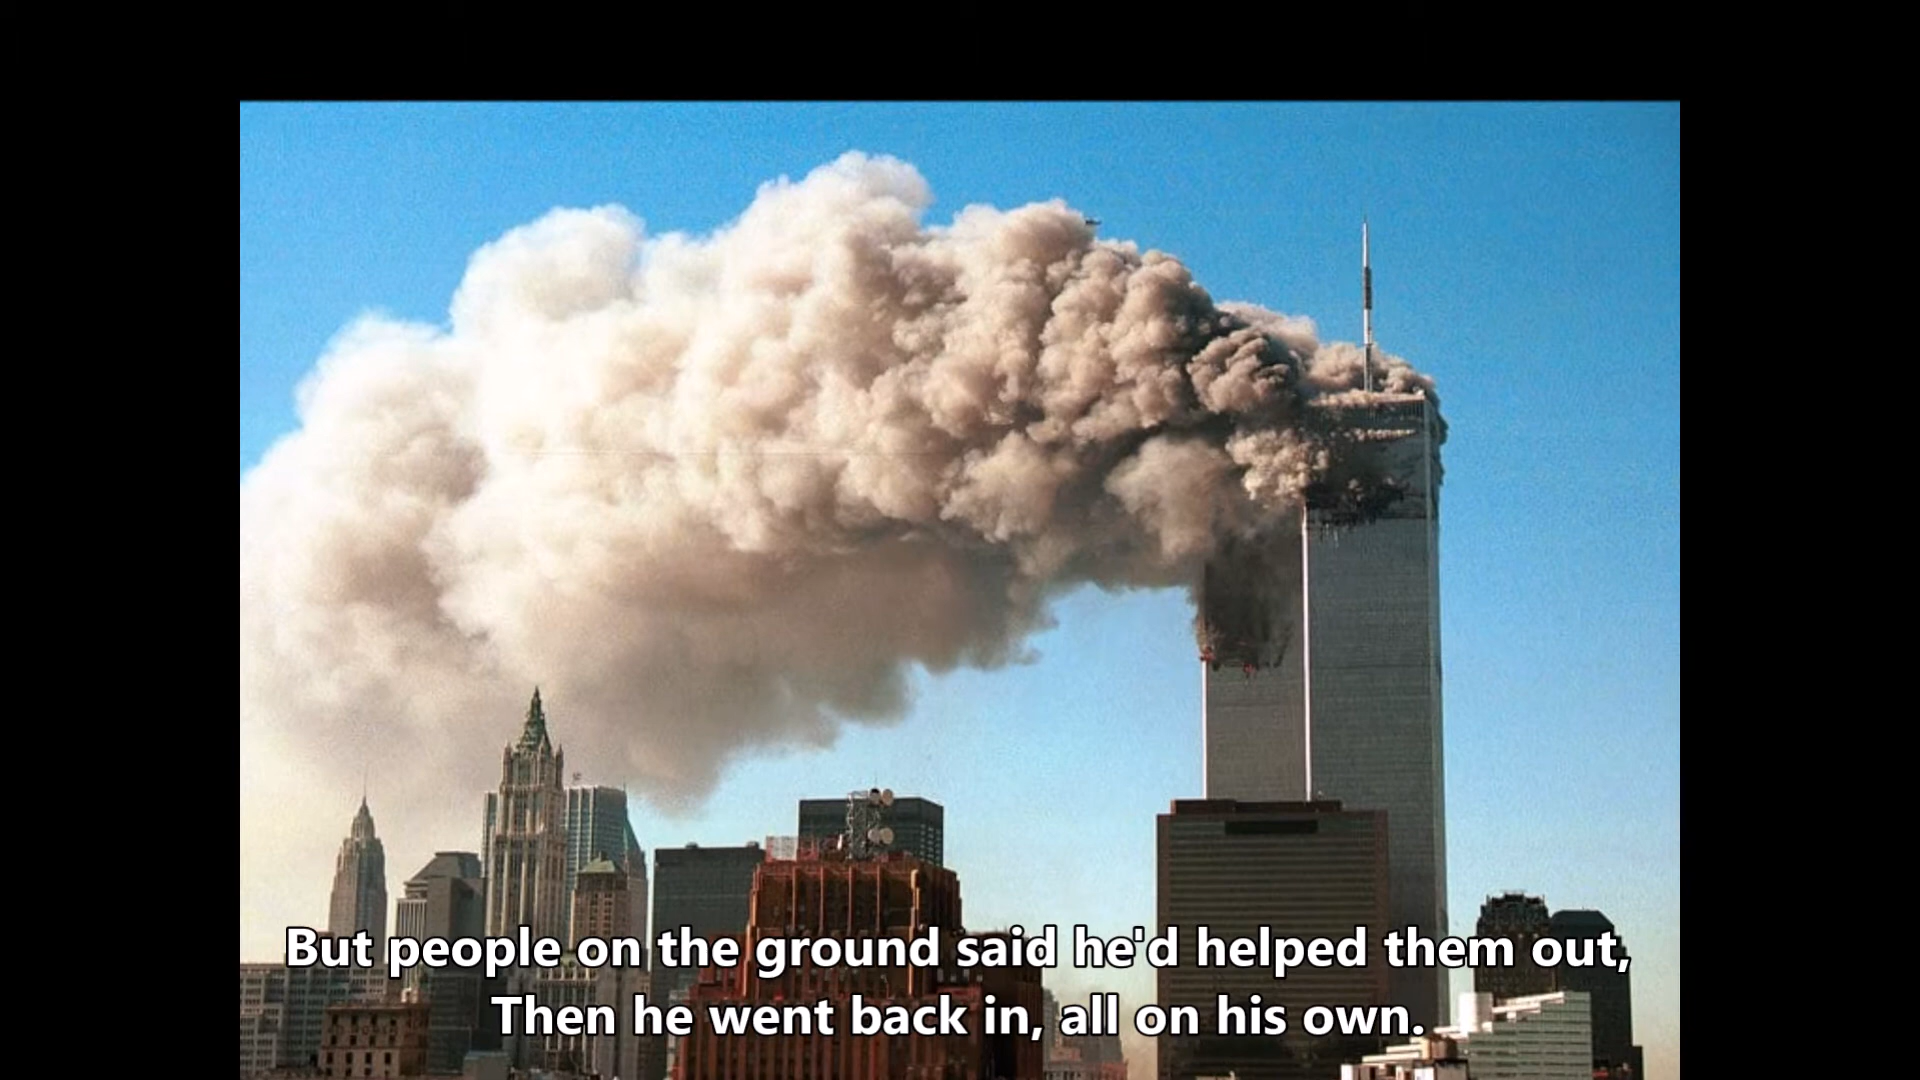 But people on the ground said he'd helped them out,
Then he went back in, all on his own.